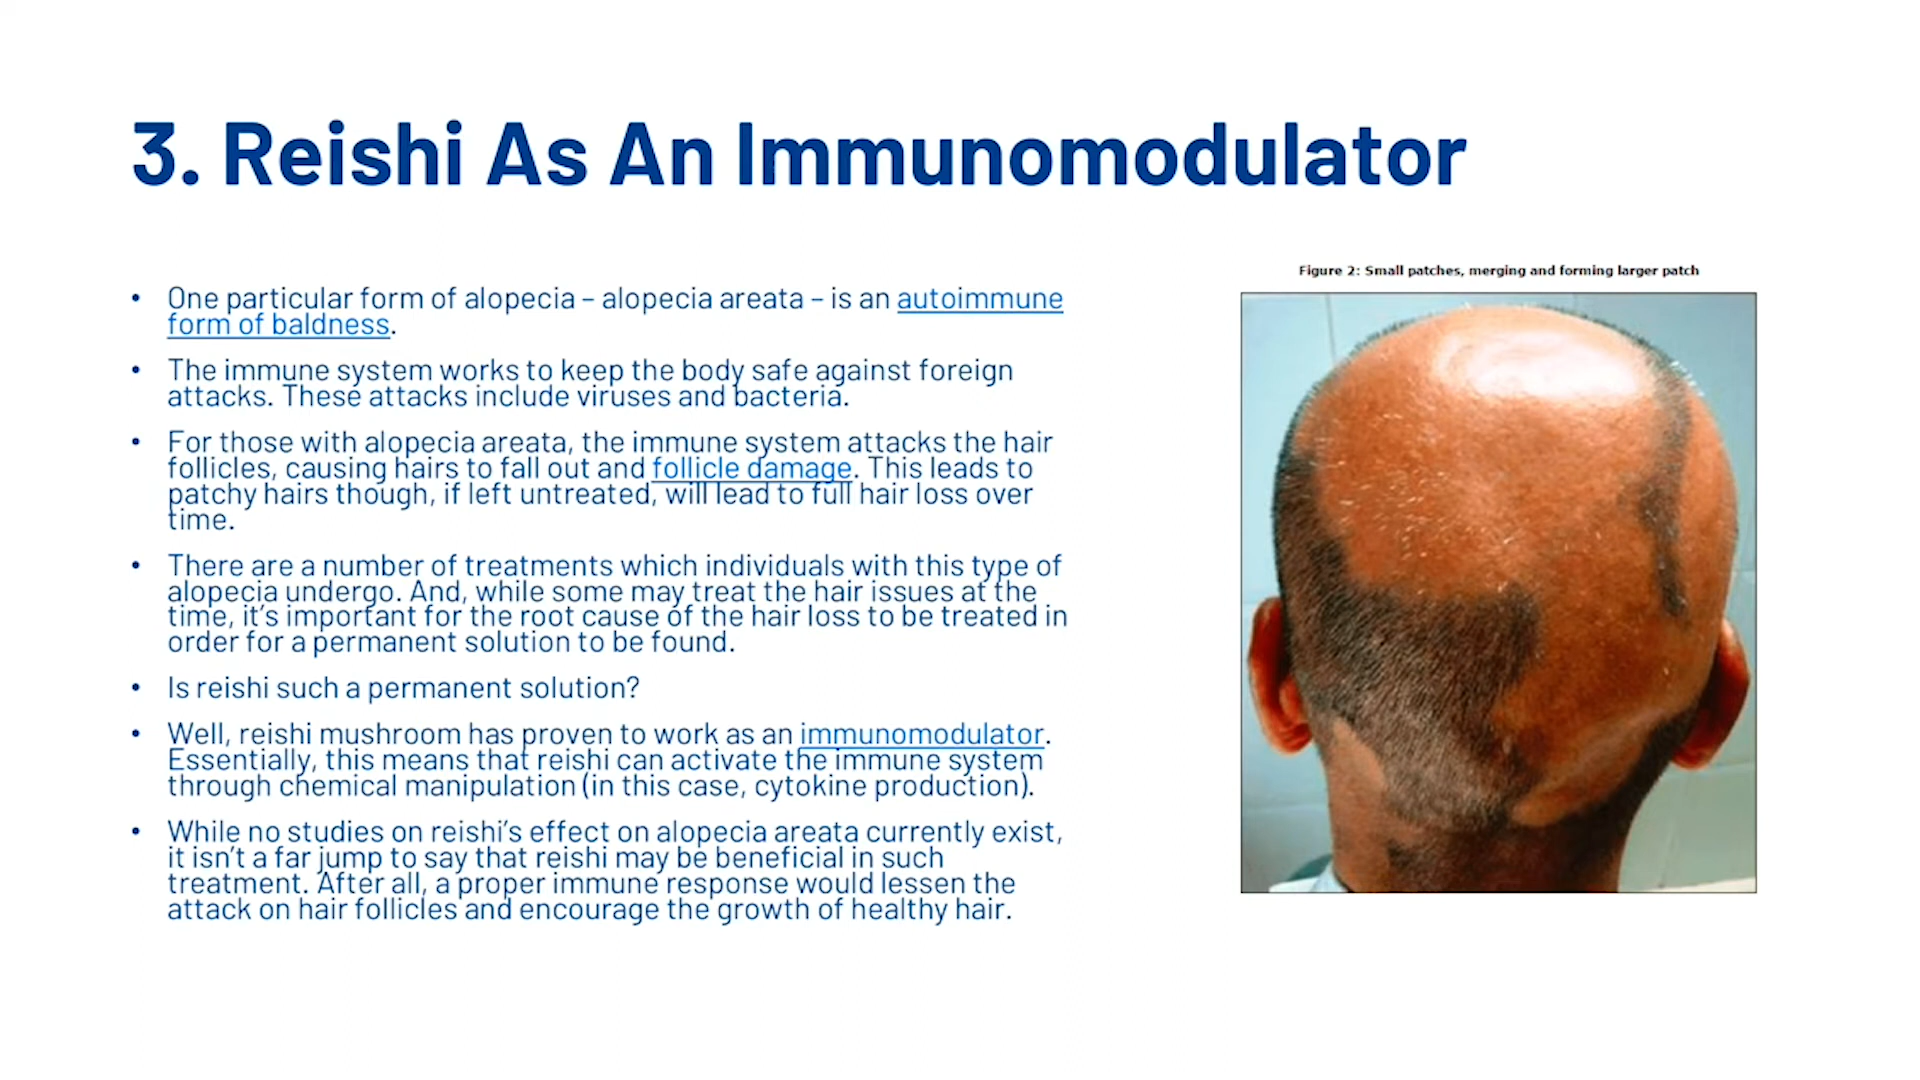 3. Reishi As An Immunomodulator
• One particular form of alopecia – alopecia areata – is an autoimmune
form of baldness.
• The immune system works to keep the body safe against foreign
attacks. These attacks include viruses and bacteria.
• For those with alopecia areata, the immune system attacks the hair
follicles, causing hairs to fall out and follicle damage. This leads to
patchy hairs though, if left untreated, will lead to full hair loss over
time.
• There are a number of treatments which individuals with this type of
alopecia undergo. And, while some may treat the hair issues at the
time, it's important for the root cause of the hair loss to be treated in
order for a permanent solution to be found.
• Is reishi such a permanent solution?
• Well, reishi mushroom has proven to work as an immunomodulator.
Essentially, this means that reishi can activate the immune system
through chemical manipulation (in this case, cytokine production).
• While no studies on reishi's effect on alopecia areata currently exist,
it isn't a far jump to say that reishi may be beneficial in such
treatment. After all, a proper immune response would lessen the
attack on hair follicles and encourage the growth of healthy hair.
Figure 2: Small patches, merging and forming larger patch